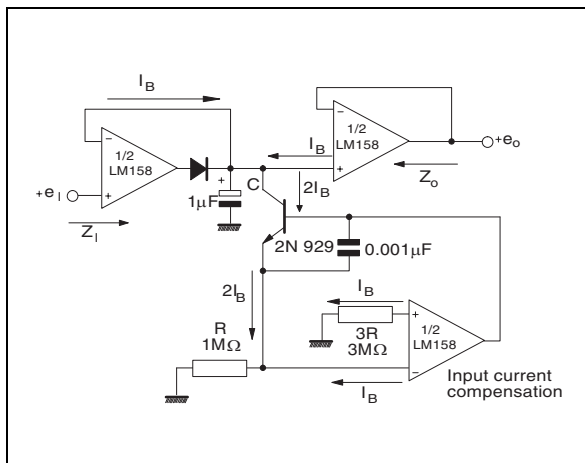 I_B
1/2
LM158
+e_I
Z_I
+
C
1µF
I_B
2I_B
1/2
LM158
+e_o
Z_o
2N 929
0.001µF
2I_B
R
1MΩ
I_B
3R
3MΩ
1/2
LM158
I_B
Input current
compensation